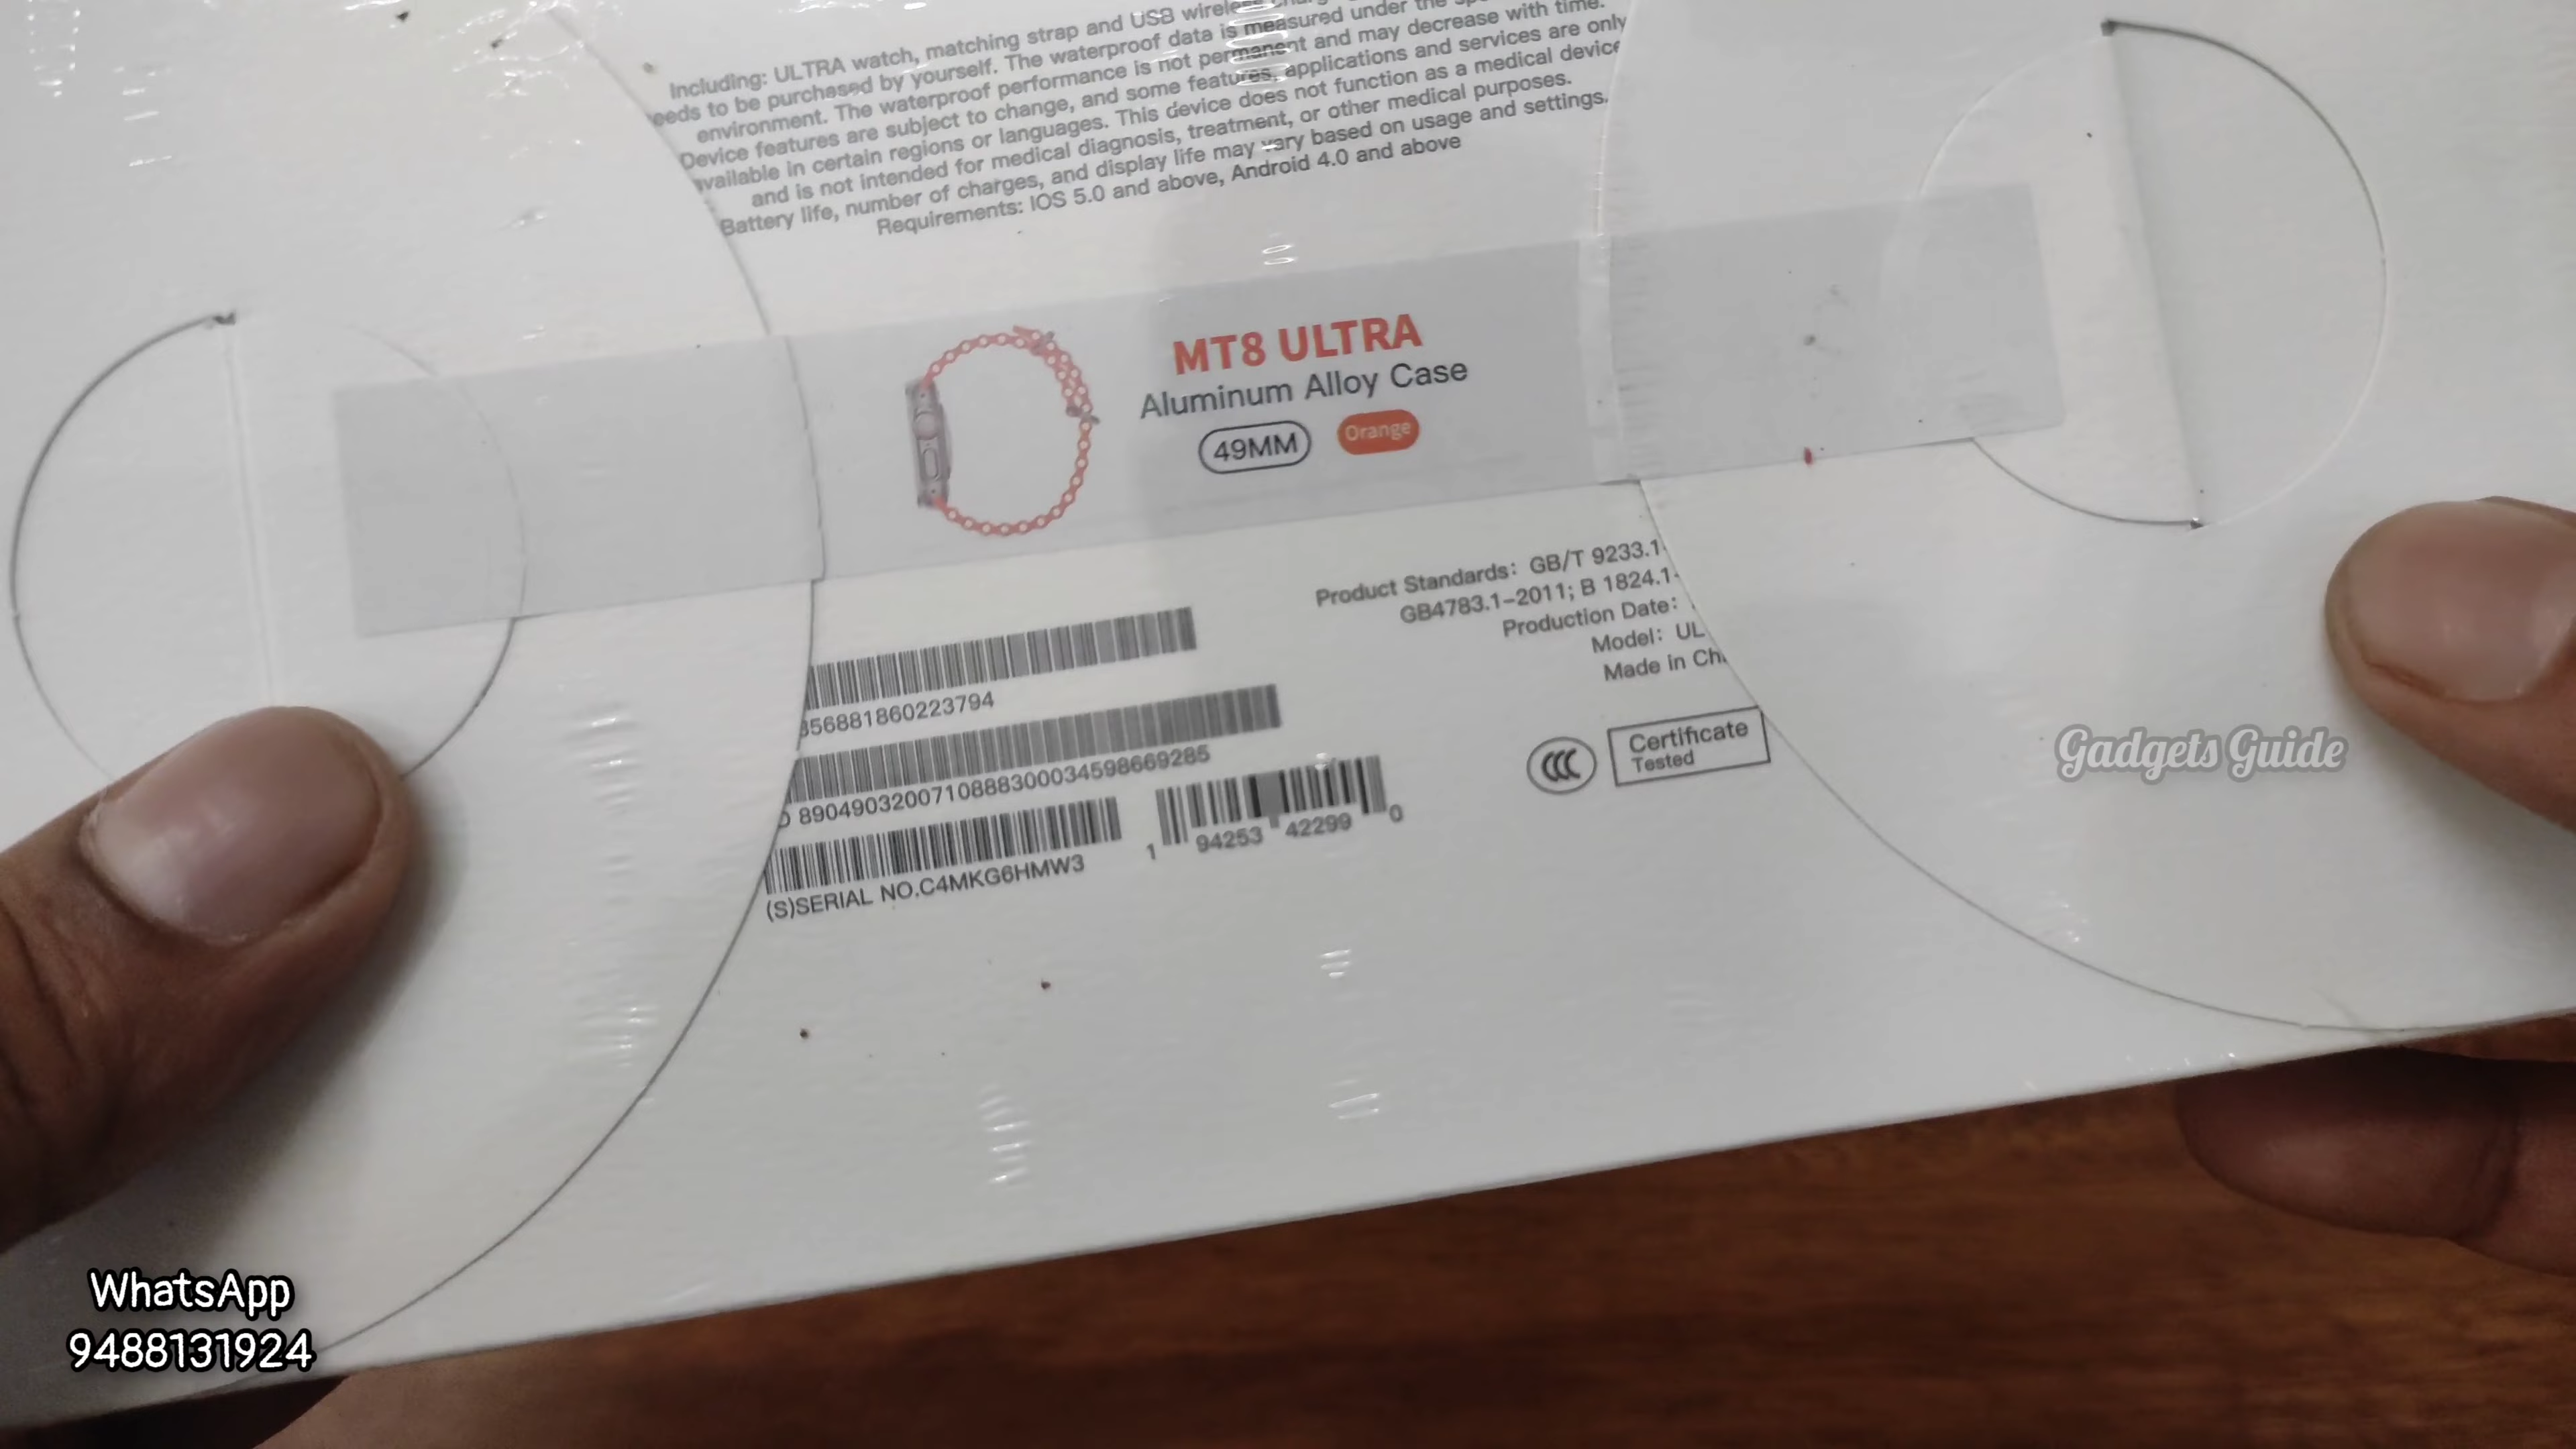 Including: ULTRA watch, matching strap and USB wireless
eeds to be purchased by yourself. The waterproof data is measured under the
environment. The waterproof performance is not permanent and may decrease with time.
Device features are subject to change, and some features, applications and services are only
vailable in certain regions or languages. This device does not function as a medical device
and is not intended for medical diagnosis, treatment, or other medical purposes.
Battery life, number of charges, and display life may vary based on usage and settings.
Requirements: IOS 5.0 and above, Android 4.0 and above
MT8 ULTRA
Aluminum Alloy Case
49MM Orange
Product Standards: GB/T 9233.1-
GB4783.1-2011; B 1824.1-
Production Date:
Model: UL
Made in Ch
356881860223794
89049032007108883000034598669285
(S)SERIAL NO.C4MKG6HMW3
1 94253 42299 0
CCC
Certificate
Tested
Gadgets Guide
WhatsApp
9488131924